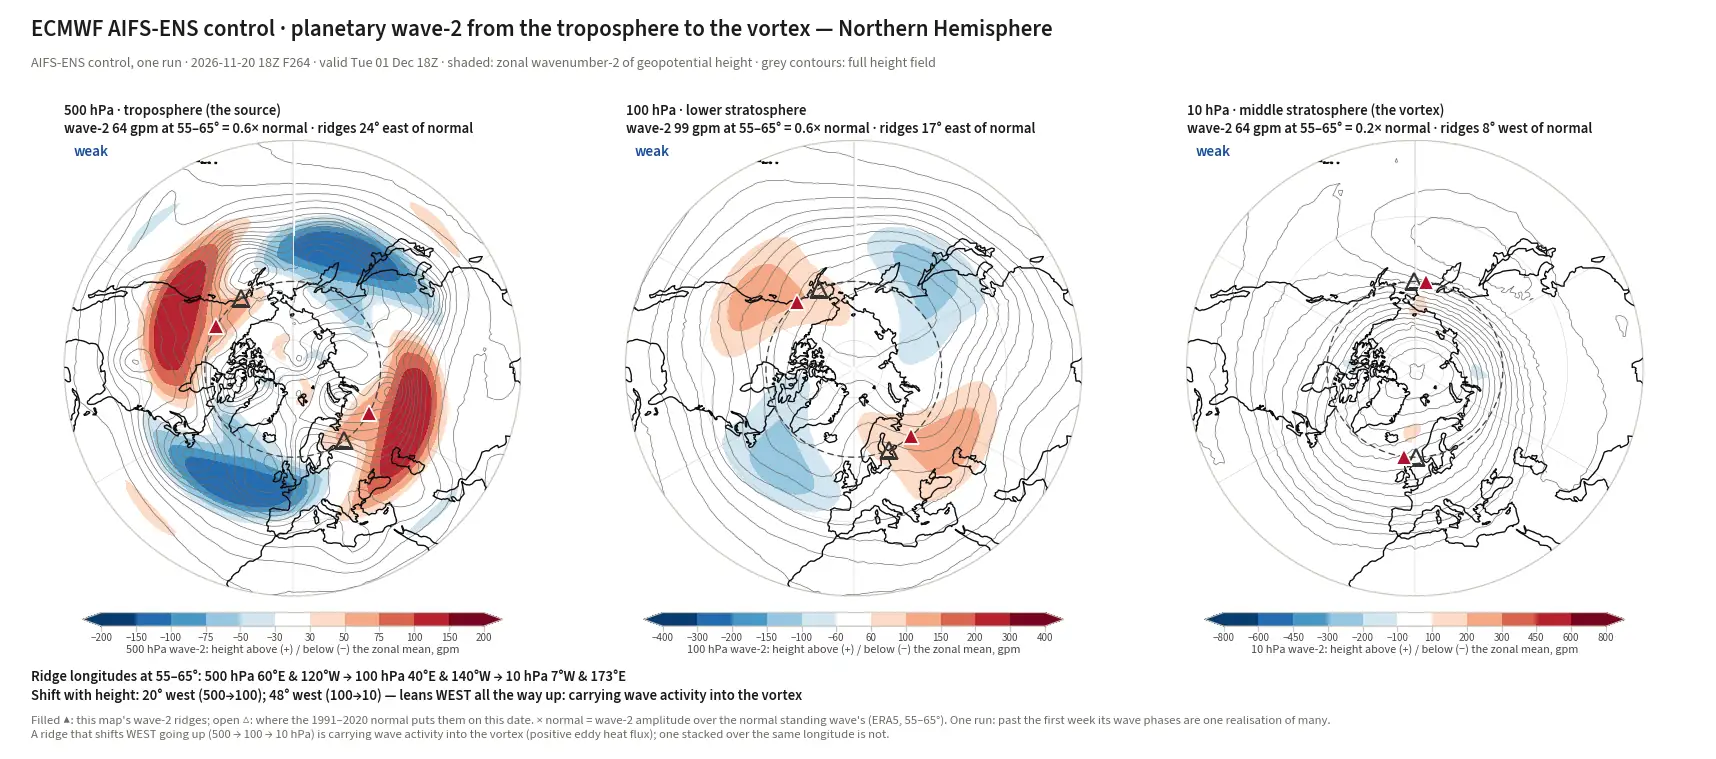 ECMWF AIFS-ENS control · planetary wave-2 from the troposphere to the vortex — Northern Hemisphere
AIFS-ENS control, one run · 2026-11-20 18Z F264 · valid Tue 01 Dec 18Z · shaded: zonal wavenumber-2 of geopotential height · grey contours: full height field
500 hPa · troposphere (the source)
wave-2 64 gpm at 55–65° = 0.6× normal · ridges 24° east of normal
weak
100 hPa · lower stratosphere
wave-2 99 gpm at 55–65° = 0.6× normal · ridges 17° east of normal
weak
10 hPa · middle stratosphere (the vortex)
wave-2 64 gpm at 55–65° = 0.2× normal · ridges 8° west of normal
weak
−200 −150 −100 −75 −50 −30 30 50 75 100 150 200
500 hPa wave-2: height above (+) / below (−) the zonal mean, gpm
−400 −300 −200 −150 −100 −60 60 100 150 200 300 400
100 hPa wave-2: height above (+) / below (−) the zonal mean, gpm
−800 −600 −450 −300 −200 −100 100 200 300 450 600 800
10 hPa wave-2: height above (+) / below (−) the zonal mean, gpm
Ridge longitudes at 55–65°: 500 hPa 60°E & 120°W → 100 hPa 40°E & 140°W → 10 hPa 7°W & 173°E
Shift with height: 20° west (500→100); 48° west (100→10) — leans WEST all the way up: carrying wave activity into the vortex
Filled ▲: this map's wave-2 ridges; open △: where the 1991–2020 normal puts them on this date. × normal = wave-2 amplitude over the normal standing wave's (ERA5, 55–65°). One run: past the first week its wave phases are one realisation of many.
A ridge that shifts WEST going up (500 → 100 → 10 hPa) is carrying wave activity into the vortex (positive eddy heat flux); one stacked over the same longitude is not.